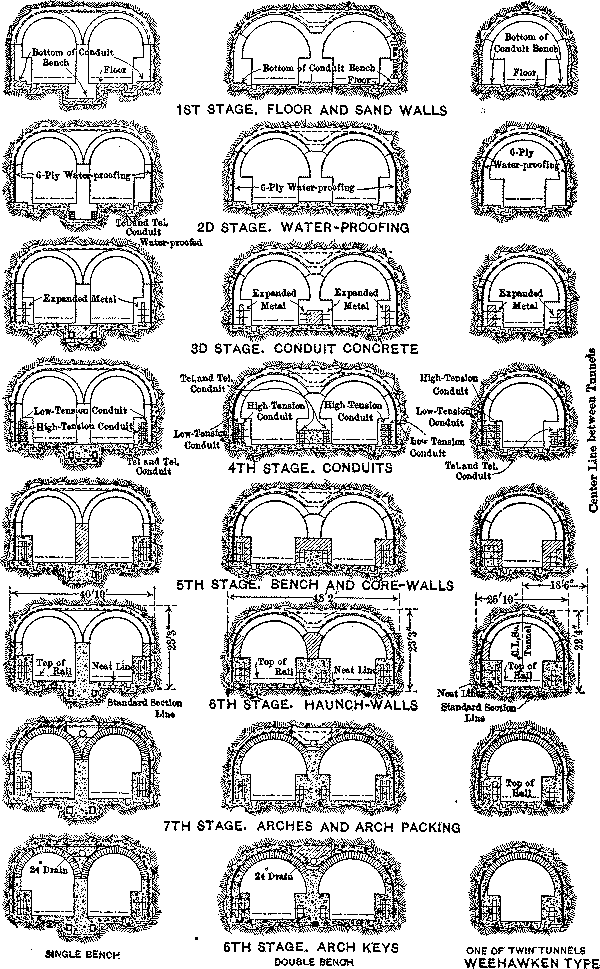 Bottom of Conduit
Bench
Floor
Bottom of Conduit Bench
Floor
Bottom of
Conduit Bench
Floor
1ST STAGE. FLOOR AND SAND WALLS
6-Ply Water-proofing
Tel. and Tel.
Conduit
Water-proofed
6-Ply Water-proofing
6-Ply
Water-proofing
2D STAGE. WATER-PROOFING
Expanded Metal
Expanded
Metal
Expanded
Metal
Expanded
Metal
3D STAGE. CONDUIT CONCRETE
Low-Tension Conduit
High-Tension Conduit
Tel. and Tel.
Conduit
Tel. and Tel.
Conduit
High-Tension
Conduit
High-Tension
Conduit
Low-Tension
Conduit
Low Tension
Conduit
High-Tension
Conduit
Low-Tension
Conduit
Tel. and Tel.
Conduit
4TH STAGE. CONDUITS
Center Line between Tunnels
5TH STAGE. BENCH AND CORE-WALLS
40'10"
23'3"
Top of
Rail
Neat Line
Standard Section
Line
43'2"
23'3"
Top of
Rail
Neat Line
18'6"
25'10"
C.L. So.
Tunnel
Top of
Rail
Neat Line
Standard Section
Line
6TH STAGE. HAUNCH-WALLS
Top of
Rail
7TH STAGE. ARCHES AND ARCH PACKING
24" Drain
24" Drain
6TH STAGE. ARCH KEYS
SINGLE BENCH
DOUBLE BENCH
ONE OF TWIN TUNNELS
WEEHAWKEN TYPE